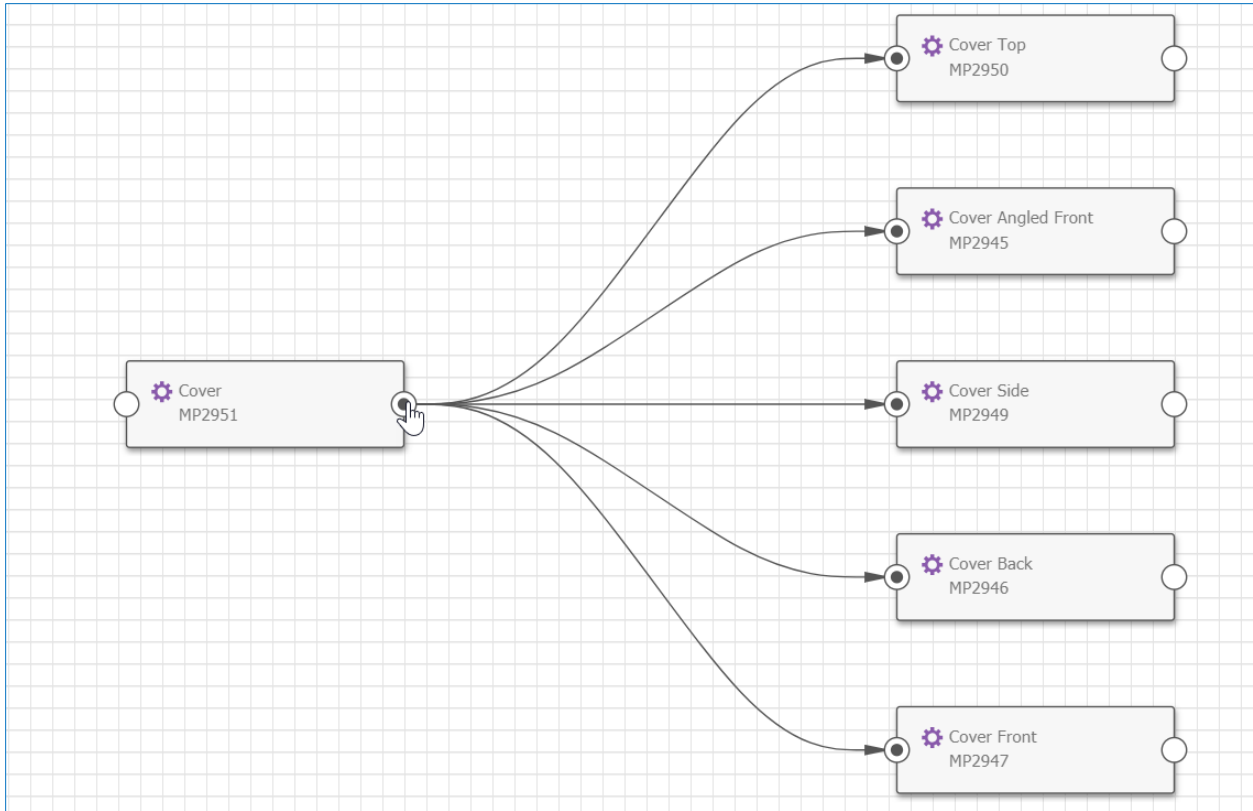 Cover Top
MP2950
Cover Angled Front
MP2945
Cover
MP2951
Cover Side
MP2949
Cover Back
MP2946
Cover Front
MP2947